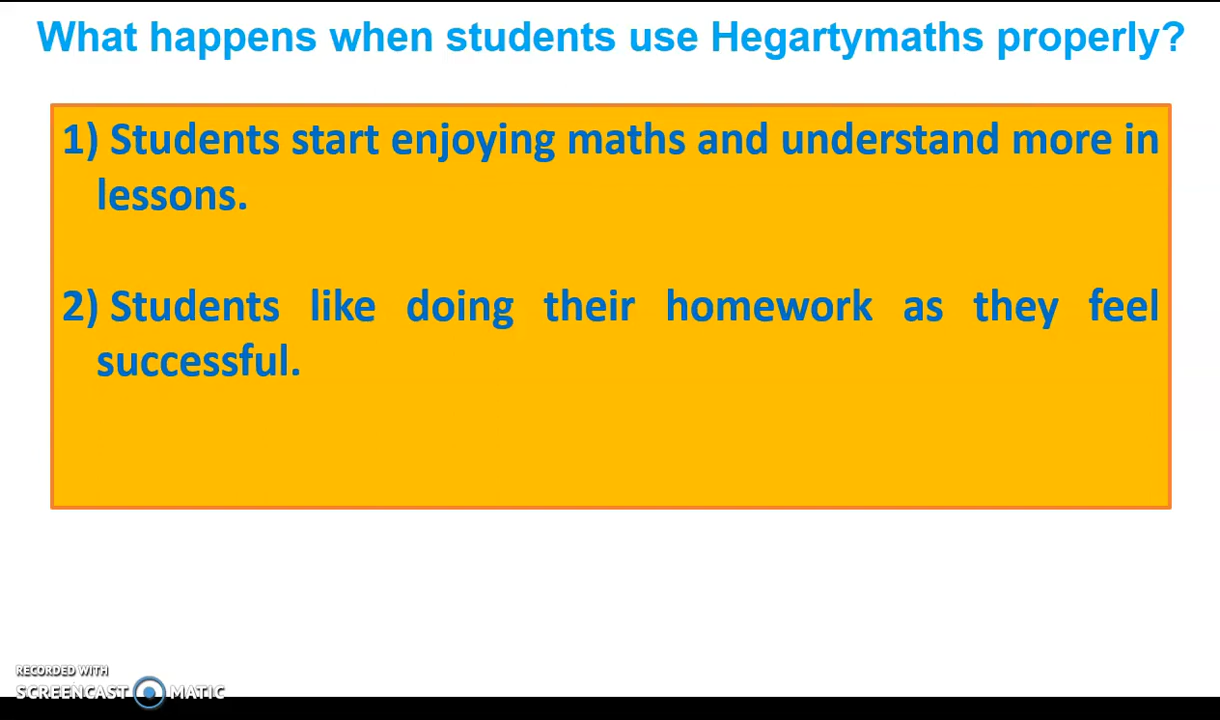 What happens when students use Hegartymaths properly?
1) Students start enjoying maths and understand more in
lessons.
2) Students like doing their homework as they feel
successful.
RECORDED WITH
SCREENCAST MATIC